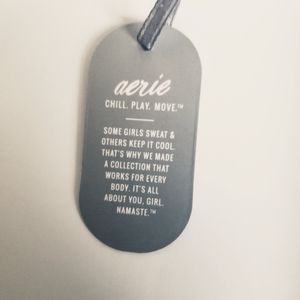 aerie
CHILL. PLAY. MOVE.™
SOME GIRLS SWEAT &
OTHERS KEEP IT COOL.
THAT'S WHY WE MADE
A COLLECTION THAT
WORKS FOR EVERY
BODY. IT'S ALL
ABOUT YOU, GIRL.
NAMASTE.™